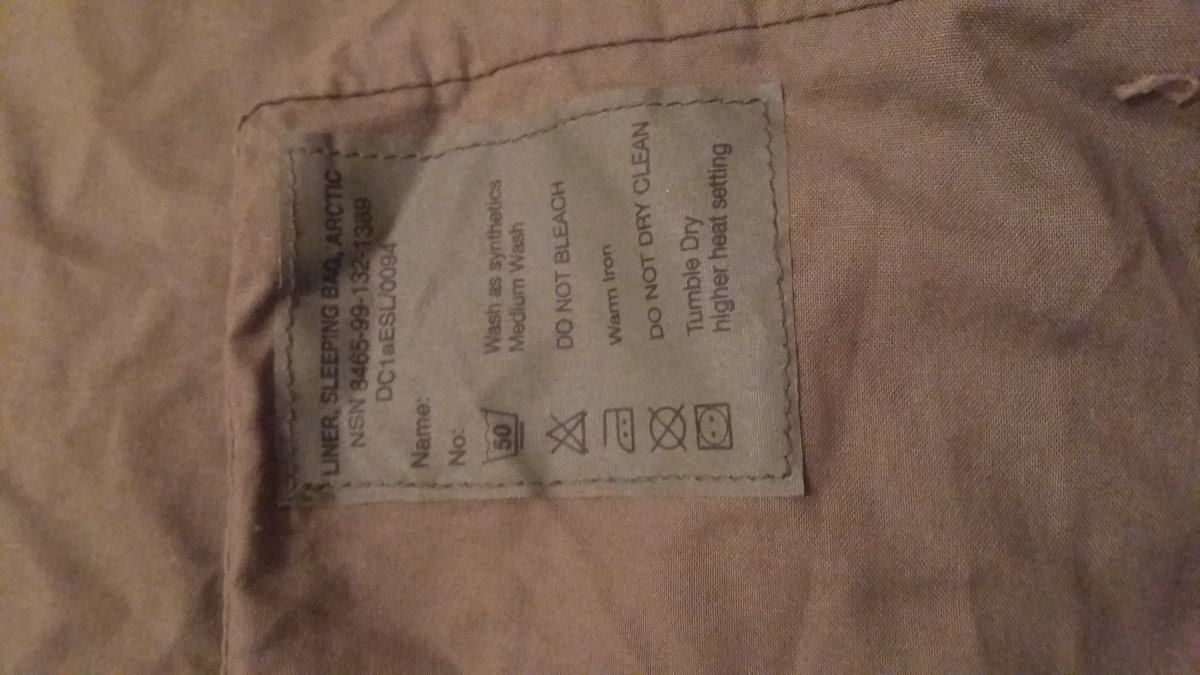 LINER, SLEEPING BAG, ARCTIC
NSN 8465-99-132-1389
DC1aESL/0094
Name:
No:
50 Wash as synthetics
Medium Wash
DO NOT BLEACH
Warm Iron
DO NOT DRY CLEAN
Tumble Dry
higher heat setting